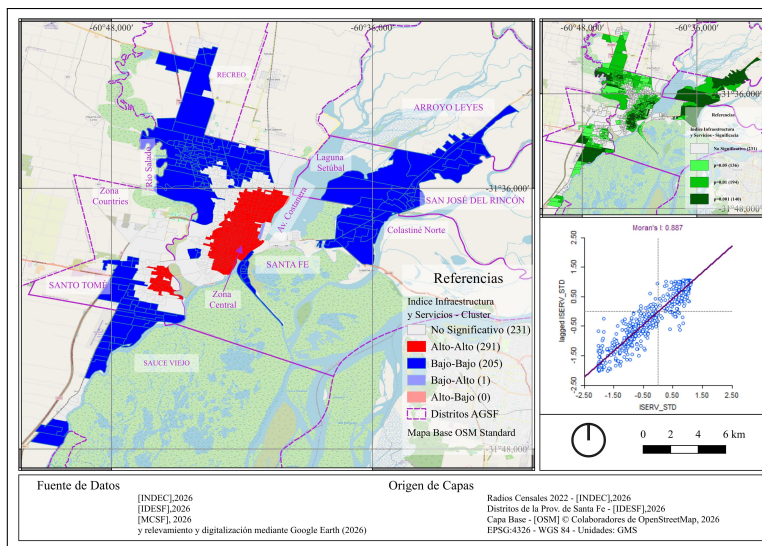 -60°48,000'
-60°36,000'
RECREO
ARROYO LEYES
Río Salado
Laguna
Setúbal
Zona
Countries
-31°36,000'
Av. Costanera
SAN JOSÉ DEL RINCÓN
Colastiné Norte
SANTA FE
SANTO TOMÉ
Zona
Central
SAUCE VIEJO
Referencias
Indice Infraestructura
y Servicios - Cluster
No Significativo (231)
Alto-Alto (291)
Bajo-Bajo (205)
Bajo-Alto (1)
Alto-Bajo (0)
Distritos AGSF
Mapa Base OSM Standard
-31°48,000'
-60°48,000'
-60°36,000'
-31°36,000'
Referencias
Indice Infraestructura
y Servicios - Significacia
No Significativo (231)
p=0.05 (156)
p=0.01 (194)
p=0.001 (148)
-31°48,000'
Moran's I: 0.887
lagged ISERV_STD
2.50
1.50
0.50
-0.50
-1.50
-2.50
-2.50 -1.50 -0.50 0.50 1.50 2.50
ISERV_STD
0 2 4 6 km
Fuente de Datos
[INDEC],2026
[IDESF],2026
[MCSF], 2026
y relevamiento y digitalización mediante Google Earth (2026)
Origen de Capas
Radios Censales 2022 - [INDEC],2026
Distritos de la Prov. de Santa Fe - [IDESF],2026
Capa Base - [OSM] © Colaboradores de OpenStreetMap, 2026
EPSG:4326 - WGS 84 - Unidades: GMS